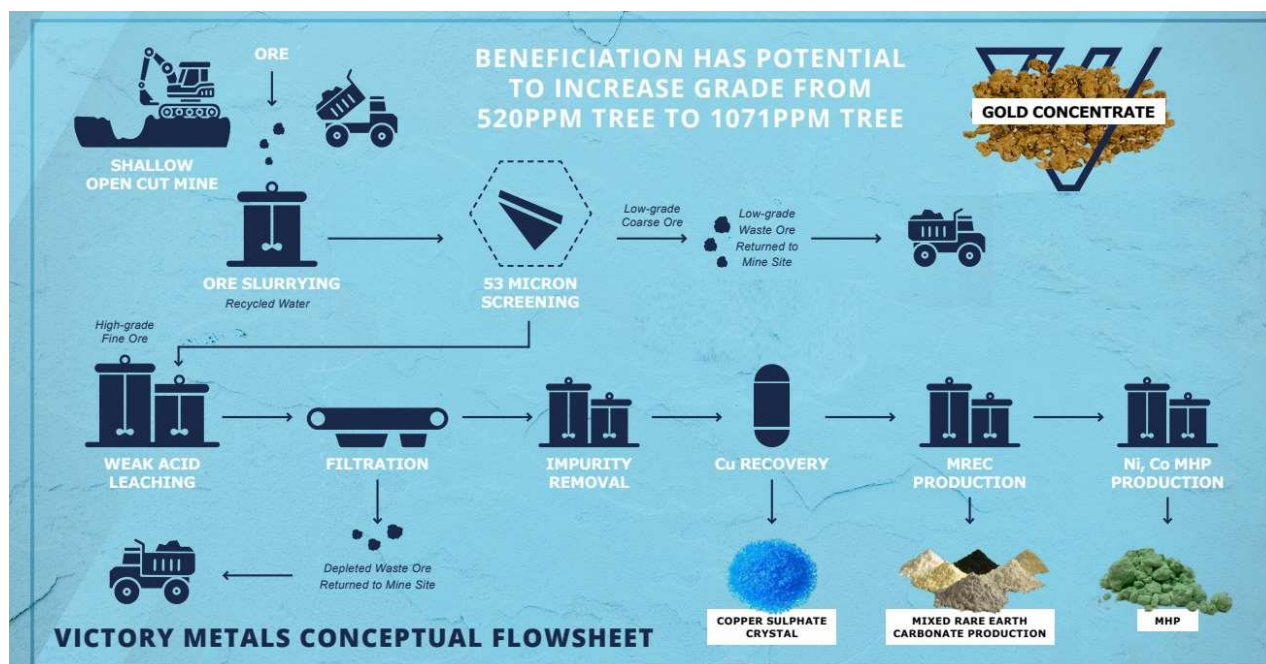 ORE
BENEFICIATION HAS POTENTIAL
TO INCREASE GRADE FROM
520PPM TREE TO 1071PPM TREE
GOLD CONCENTRATE
SHALLOW
OPEN CUT MINE
Low-grade
Coarse Ore
Low-grade
Waste Ore
Returned to
Mine Site
ORE SLURRYING
Recycled Water
53 MICRON
SCREENING
High-grade
Fine Ore
WEAK ACID
LEACHING
FILTRATION
IMPURITY
REMOVAL
Cu RECOVERY
MREC
PRODUCTION
Ni, Co MHP
PRODUCTION
Depleted Waste Ore
Returned to Mine Site
COPPER SULPHATE
CRYSTAL
MIXED RARE EARTH
CARBONATE PRODUCTION
MHP
VICTORY METALS CONCEPTUAL FLOWSHEET